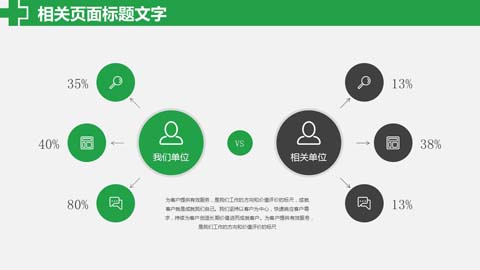 相关页面标题文字
35%
13%
40%
我们单位
VS
相关单位
38%
80%
13%
为客户提供有效服务，是我们工作的方向和价值评价的标尺，成就
客户就是成就我们自己。我们坚持以客户为中心，快速响应客户需
求，持续为客户创造长期价值进而成就客户。为客户提供有效服务，
是我们工作的方向和价值评价的标尺